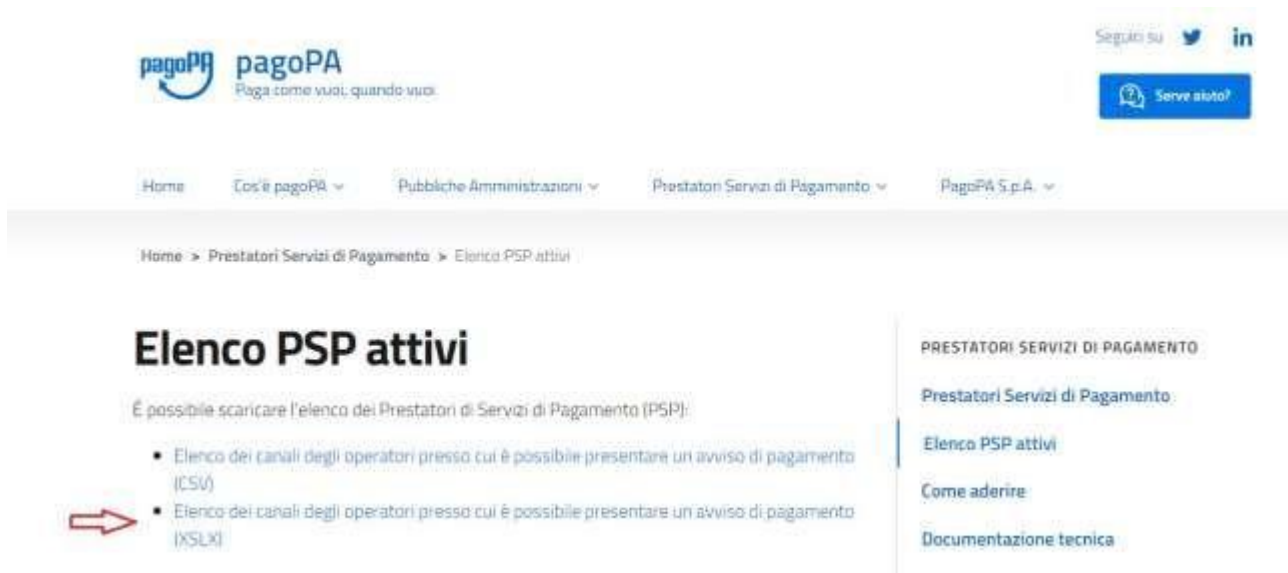 Seguici su
pagoPA
pagoPA
Paga come vuoi, quando vuoi.
Serve aiuto?
Home Cos'è pagoPA Pubbliche Amministrazioni Prestatori Servizi di Pagamento PagoPA S.p.A.
Home > Prestatori Servizi di Pagamento > Elenco PSP attivi
Elenco PSP attivi
É possibile scaricare l'elenco dei Prestatori di Servizi di Pagamento (PSP):
Elenco dei canali degli operatori presso cui è possibile presentare un avviso di pagamento
(CSV)
Elenco dei canali degli operatori presso cui è possibile presentare un avviso di pagamento
(XSLX)
PRESTATORI SERVIZI DI PAGAMENTO
Prestatori Servizi di Pagamento
Elenco PSP attivi
Come aderire
Documentazione tecnica